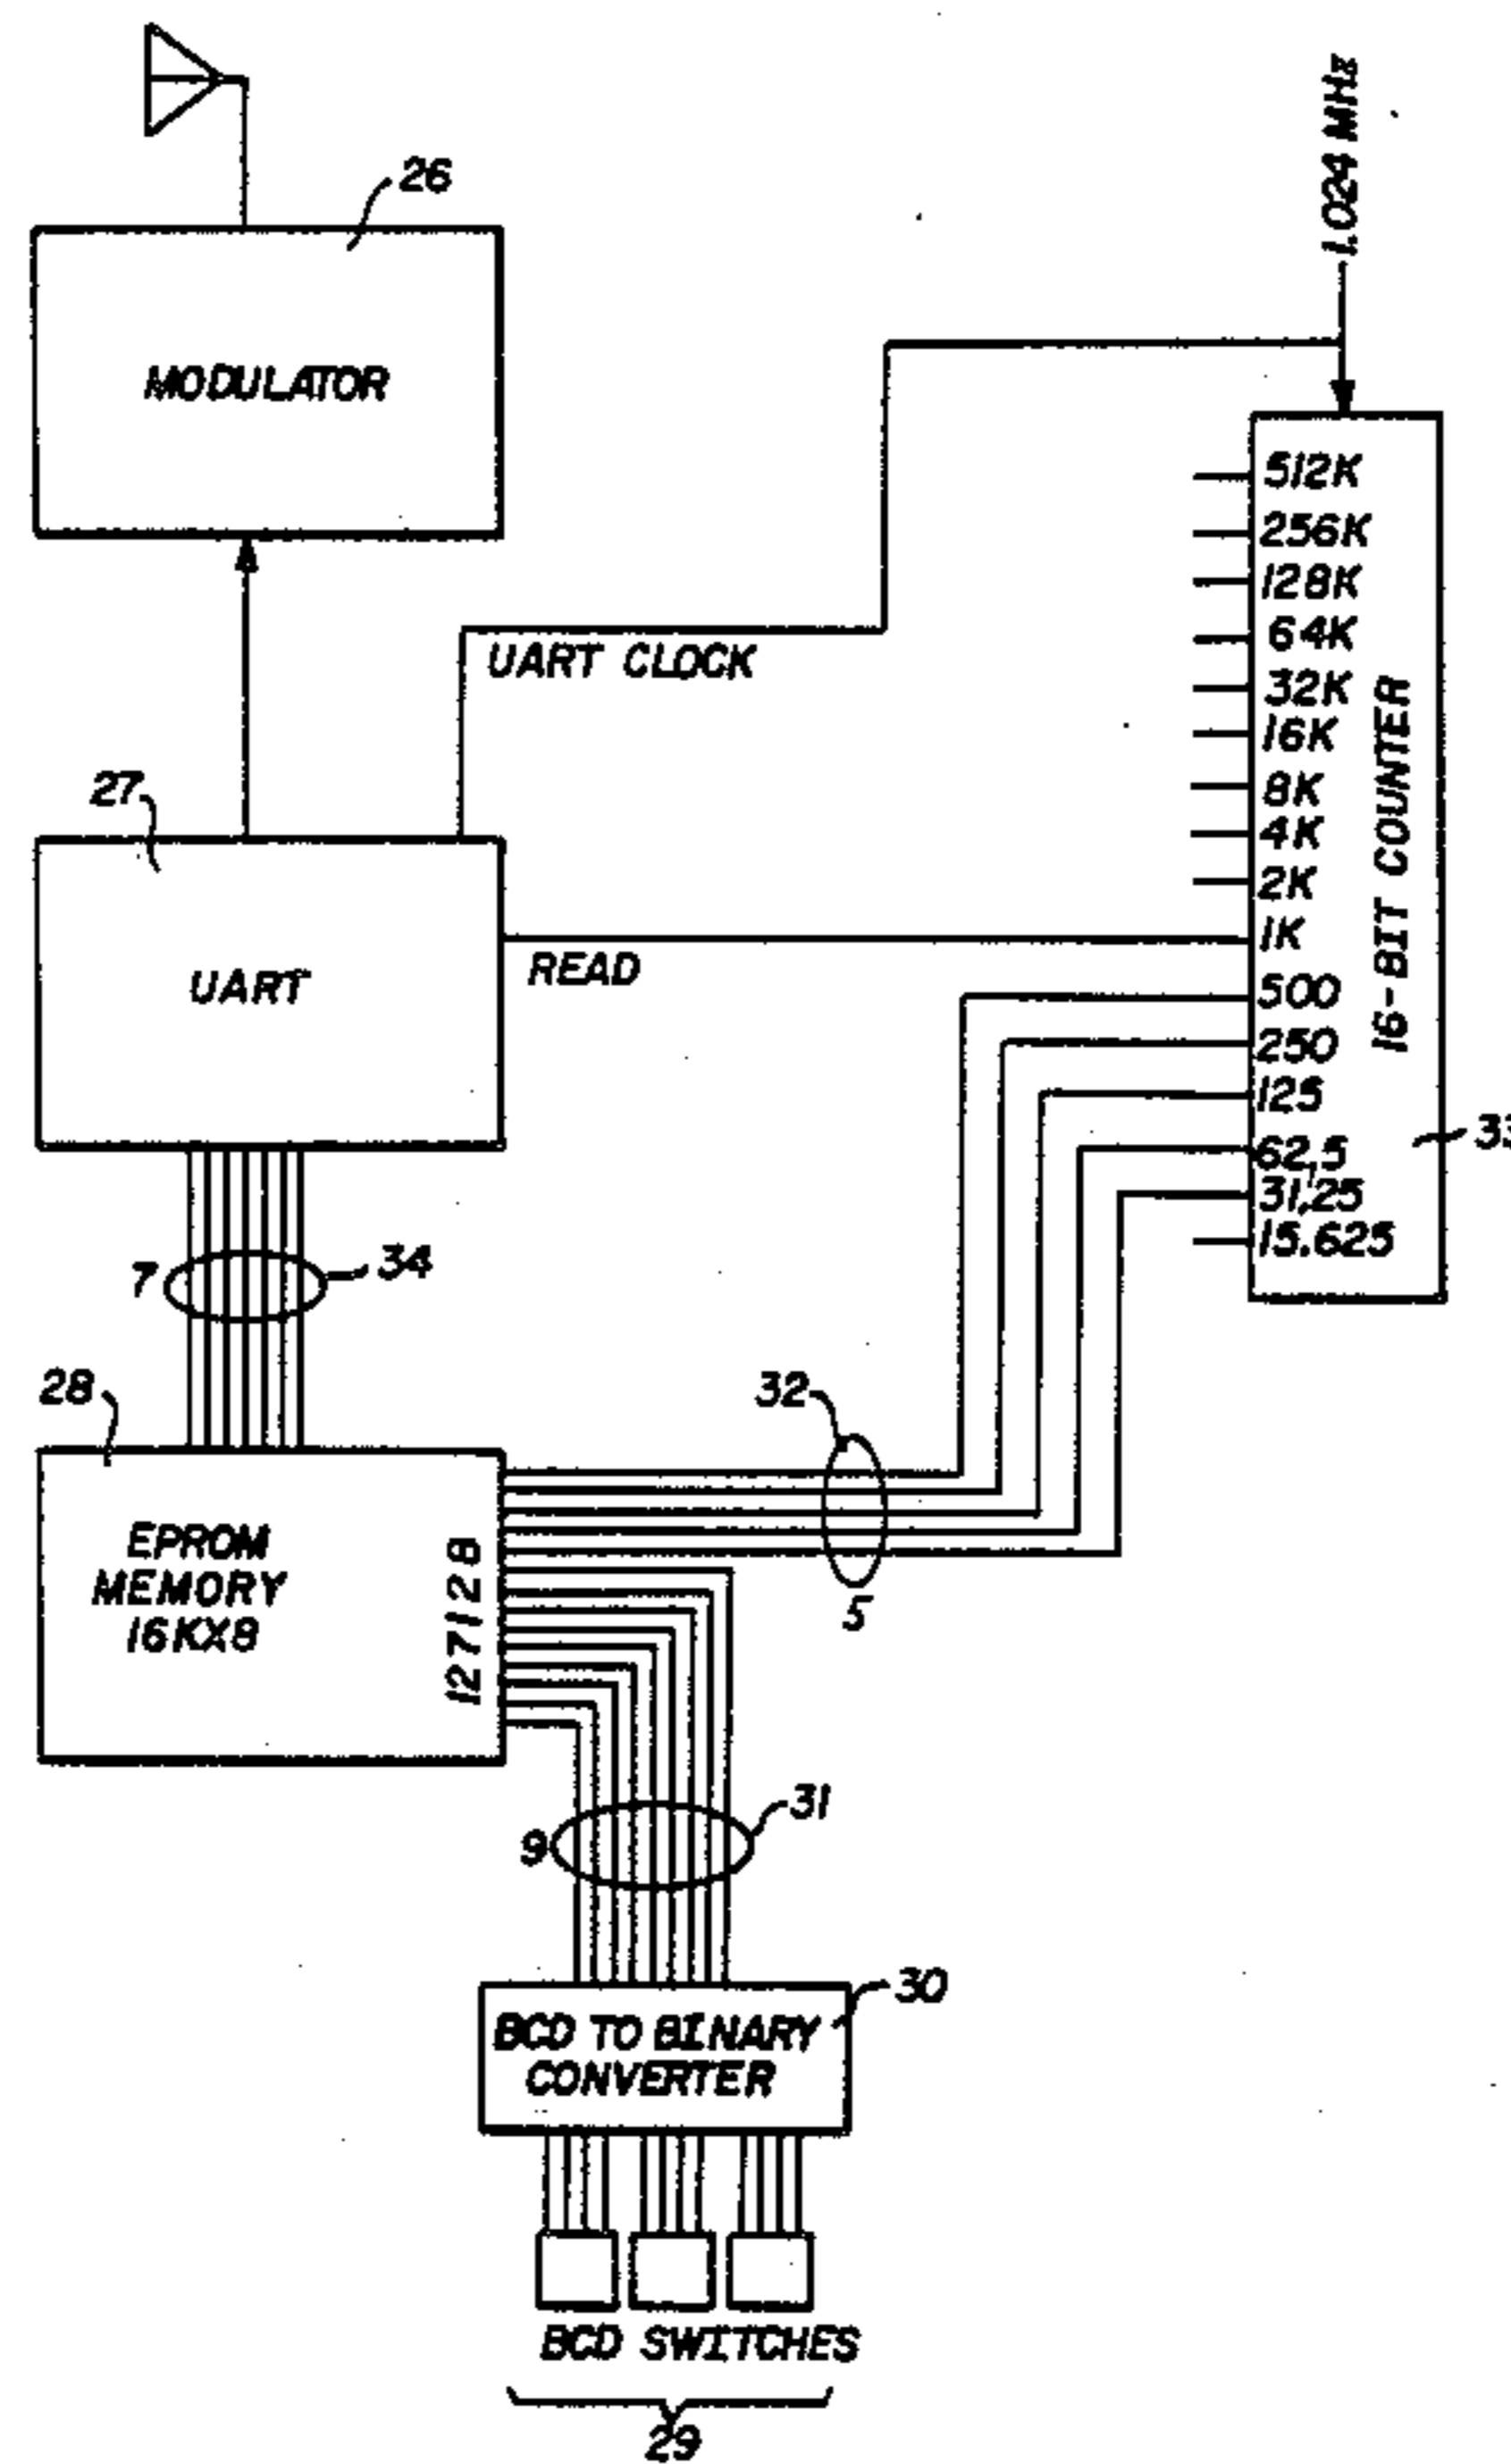 26
MODULATOR
1.024 MHz
512K
256K
128K
64K
32K
16K
8K
4K
2K
1K
500
250
125
62.5
31.25
15.625
16-BIT COUNTER
33
UART CLOCK
27
UART
READ
7
34
28
EPROM
MEMORY
16KX8
127128
32
5
9
31
30
BCD TO BINARY
CONVERTER
BCD SWITCHES
29